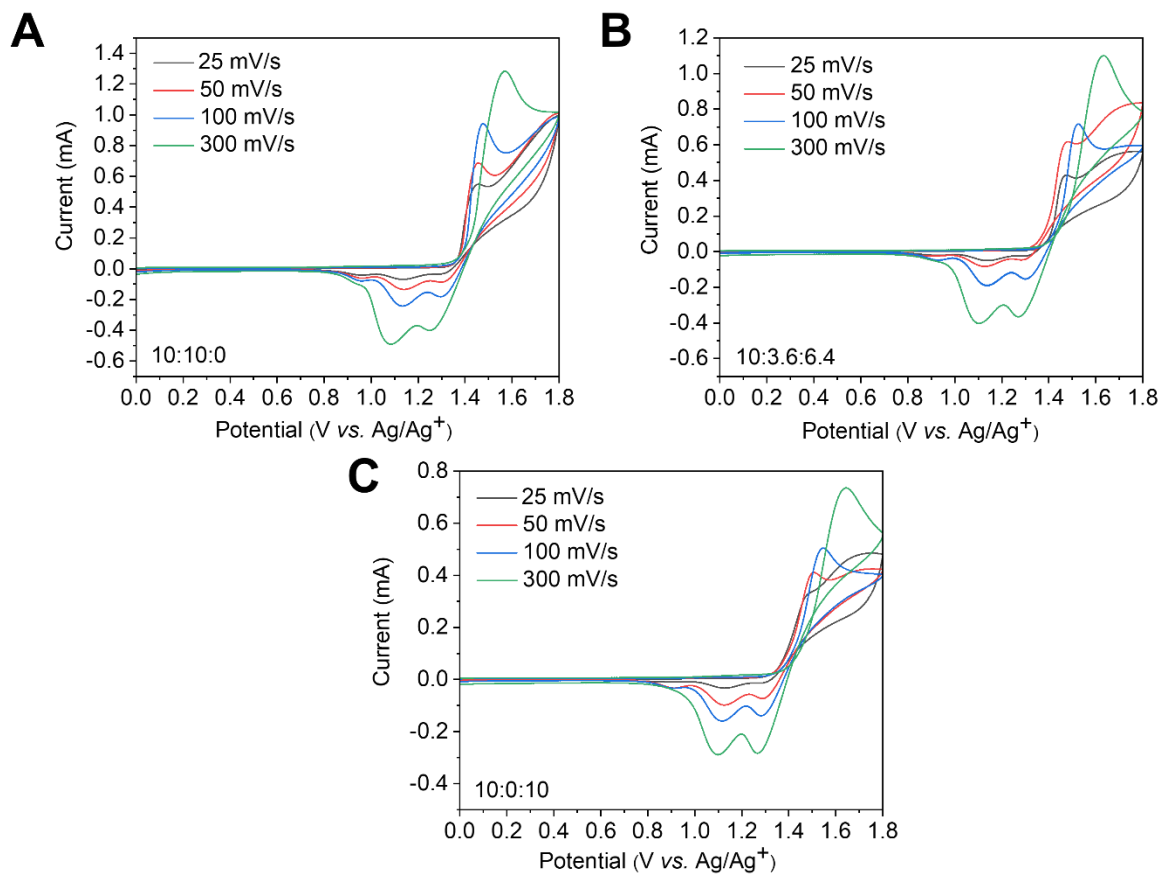 A
Current (mA)
1.4
1.2
1.0
0.8
0.6
0.4
0.2
0.0
-0.2
-0.4
-0.6
25 mV/s
50 mV/s
100 mV/s
300 mV/s
10:10:0
0.0 0.2 0.4 0.6 0.8 1.0 1.2 1.4 1.6 1.8
Potential (V vs. Ag/Ag⁺)
B
Current (mA)
1.2
1.0
0.8
0.6
0.4
0.2
0.0
-0.2
-0.4
-0.6
25 mV/s
50 mV/s
100 mV/s
300 mV/s
10:3.6:6.4
0.0 0.2 0.4 0.6 0.8 1.0 1.2 1.4 1.6 1.8
Potential (V vs. Ag/Ag⁺)
C
Current (mA)
0.8
0.6
0.4
0.2
0.0
-0.2
-0.4
25 mV/s
50 mV/s
100 mV/s
300 mV/s
10:0:10
0.0 0.2 0.4 0.6 0.8 1.0 1.2 1.4 1.6 1.8
Potential (V vs. Ag/Ag⁺)